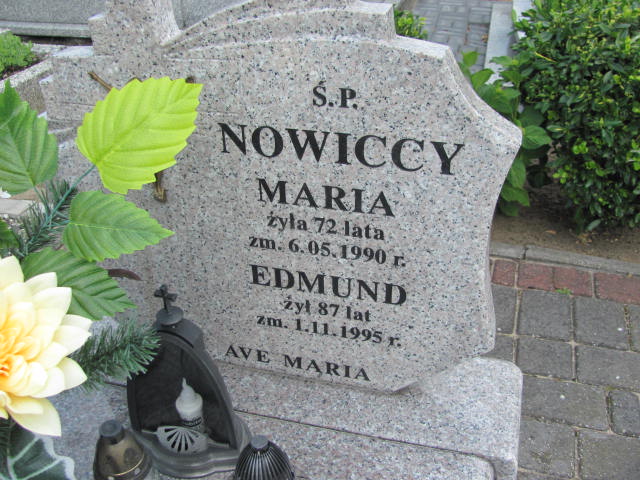 Ś.P.
NOWICCY
MARIA
żyła 72 lata
zm. 6.05.1990 r.
EDMUND
żył 87 lat
zm. 1.11.1995 r.
AVE MARIA